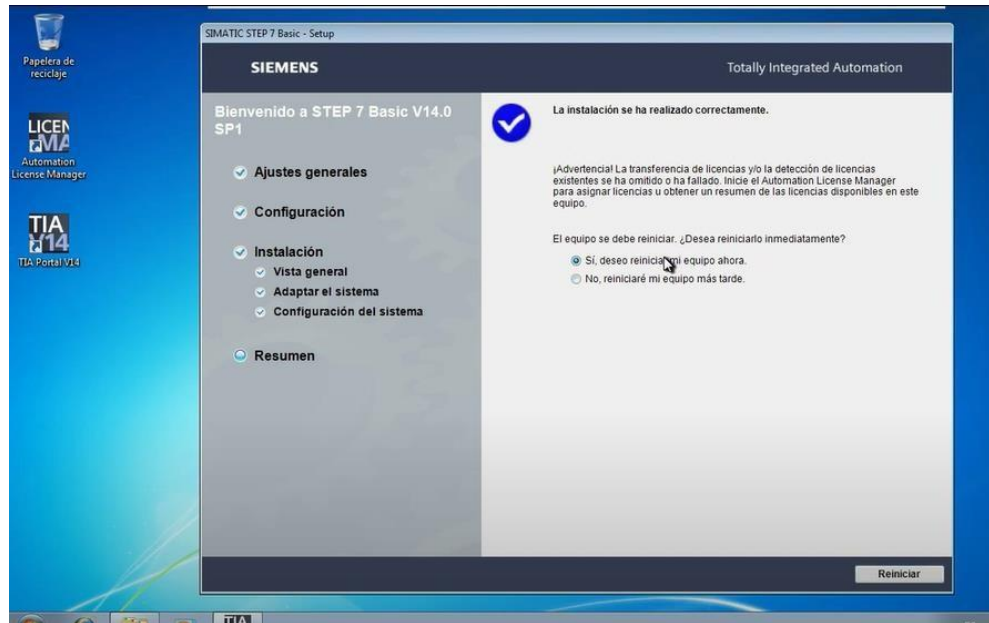 Papelera de
reciclaje
LICEN
MA
Automation
License Manager
TIA
V14
TIA Portal V14
SIMATIC STEP 7 Basic - Setup
SIEMENS
Totally Integrated Automation
Bienvenido a STEP 7 Basic V14.0
SP1
Ajustes generales
Configuración
Instalación
Vista general
Adaptar el sistema
Configuración del sistema
Resumen
La instalación se ha realizado correctamente.
¡Advertencia! La transferencia de licencias y/o la detección de licencias
existentes se ha omitido o ha fallado. Inicie el Automation License Manager
para asignar licencias u obtener un resumen de las licencias disponibles en este
equipo.
El equipo se debe reiniciar. ¿Desea reiniciarlo inmediatamente?
Sí, deseo reiniciar mi equipo ahora.
No, reiniciaré mi equipo más tarde.
Reiniciar
TIA